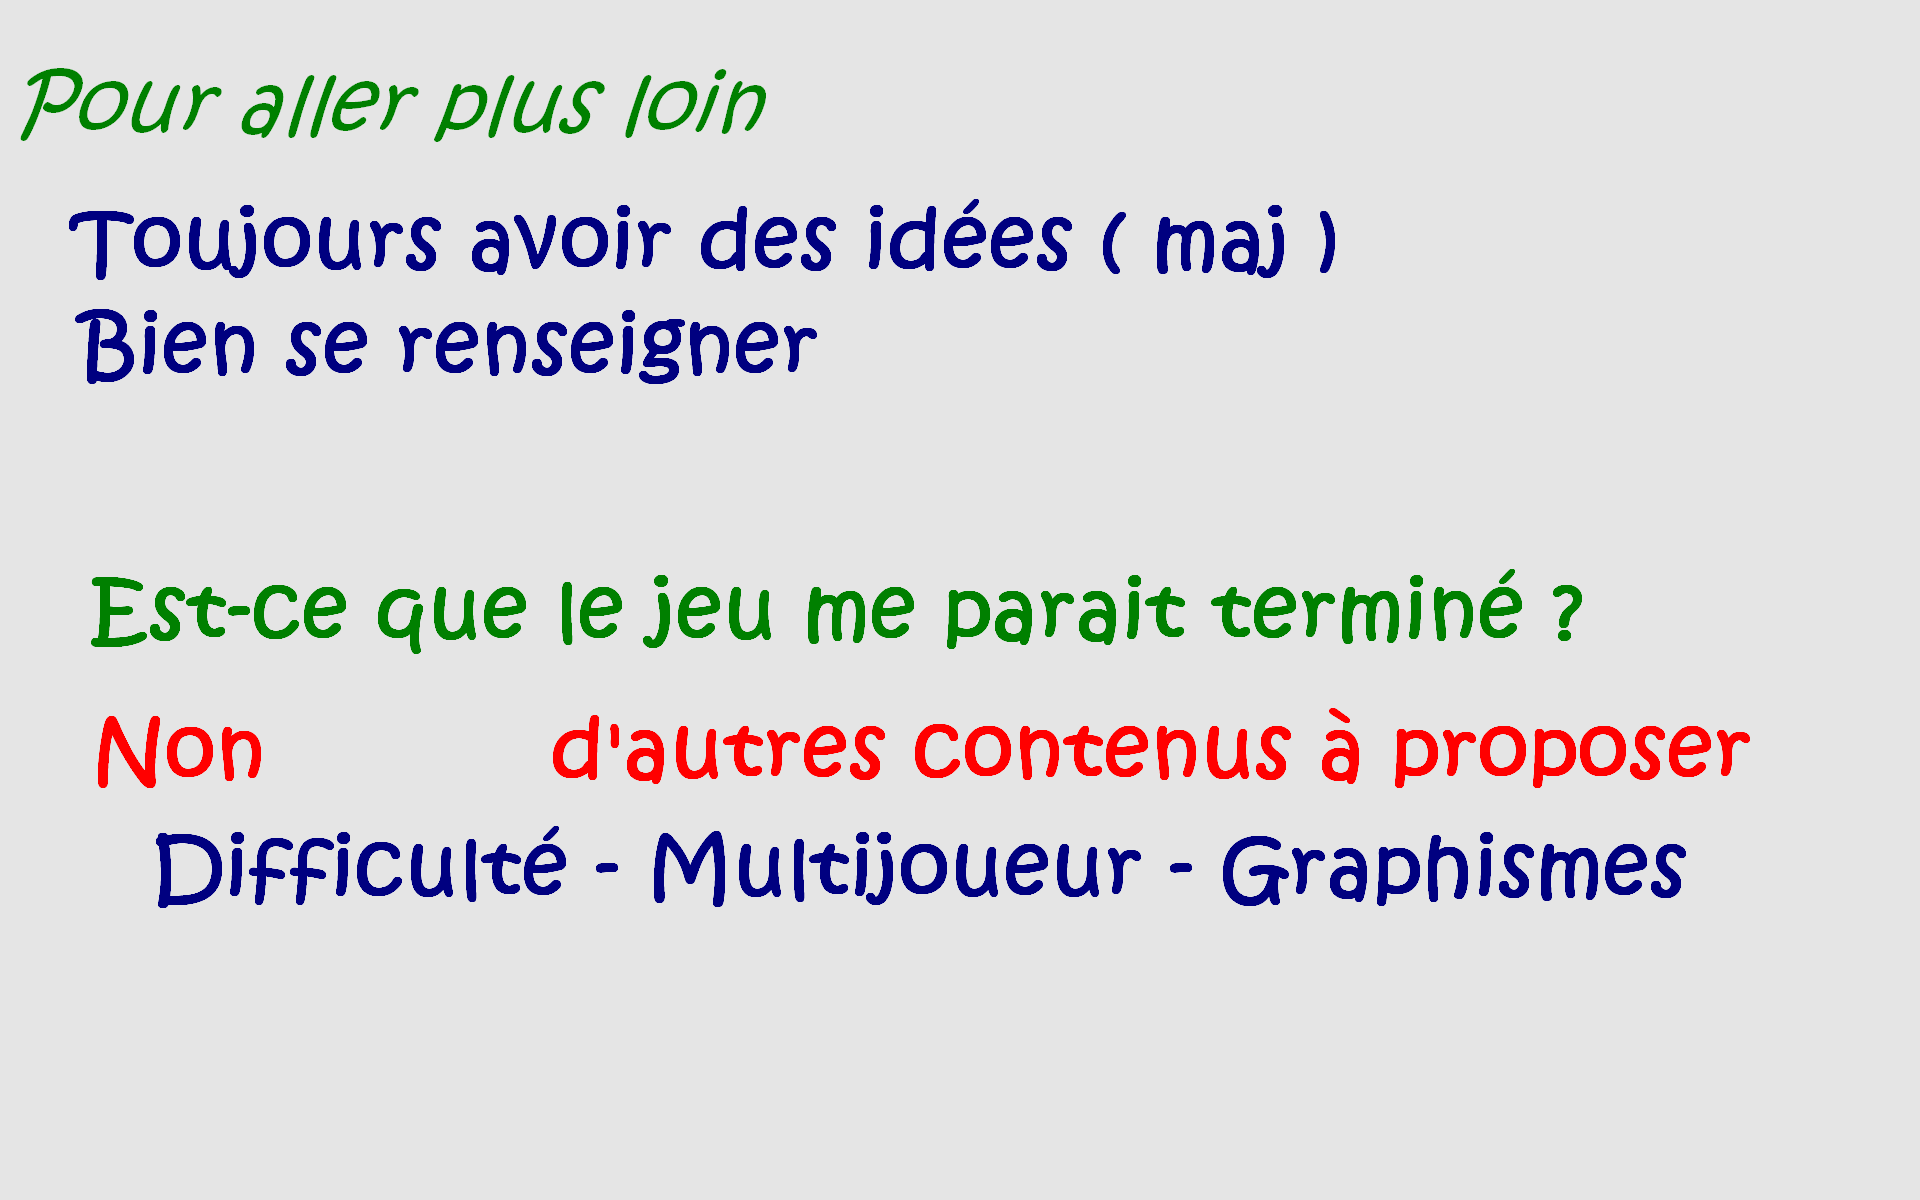 Pour aller plus loin
Toujours avoir des idées ( maj )
Bien se renseigner
Est-ce que le jeu me parait terminé ?
Non d'autres contenus à proposer
Difficulté - Multijoueur - Graphismes